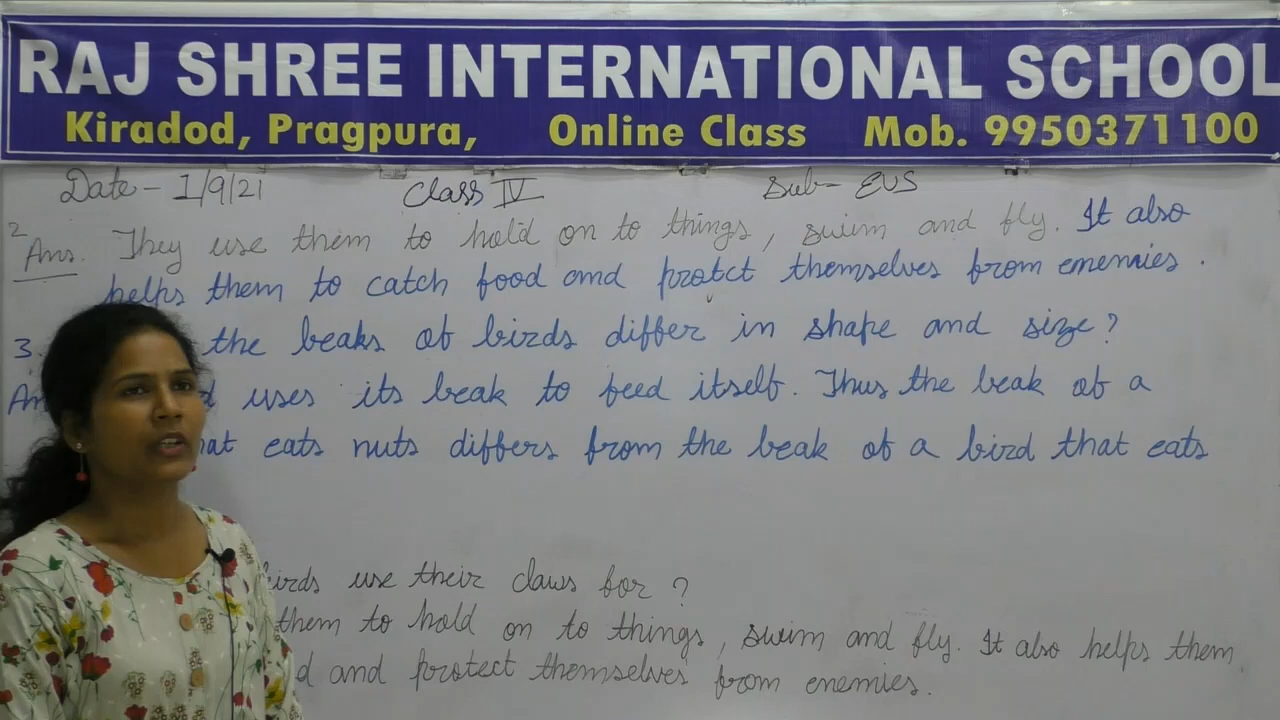 RAJ SHREE INTERNATIONAL SCHOOL
Kiradod, Pragpura, Online Class Mob. 9950371100
Date - 1/9/21 Class IV Sub- EVS
2
Ans. They use them to hold on to things, swim and fly. It also
helps them to catch food and protct themselves from enemies.
3. the beaks of birds differ in shape and size?
An uses its beak to feed itself. Thus the beak of a
eats nuts differs from the beak of a bird that eats
use their claws for?
them to hold on to things, swim and fly. It also helps them
and protect themselves from enemies.